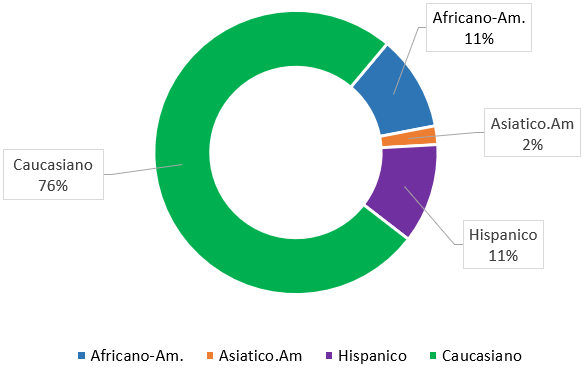 Africano-Am.
11%
Asiatico.Am
2%
Caucasiano
76%
Hispanico
11%
Africano-Am. Asiatico.Am Hispanico Caucasiano